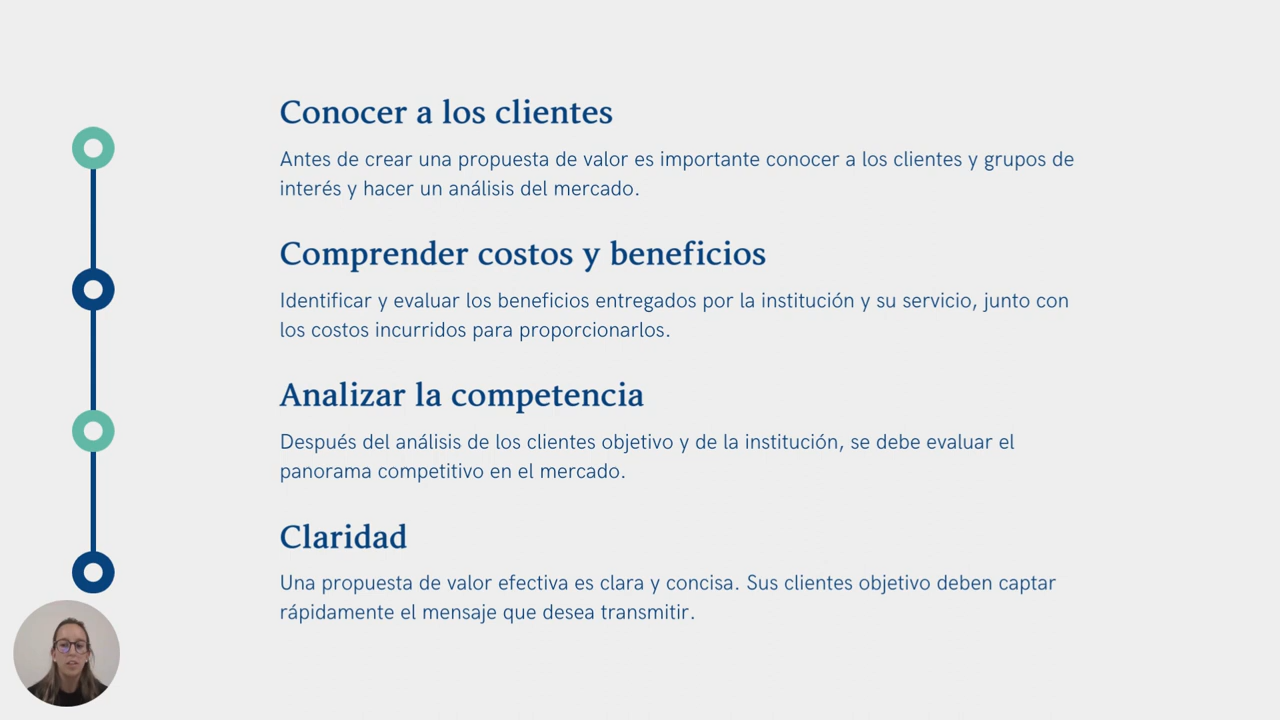 Conocer a los clientes
Antes de crear una propuesta de valor es importante conocer a los clientes y grupos de
interés y hacer un análisis del mercado.
Comprender costos y beneficios
Identificar y evaluar los beneficios entregados por la institución y su servicio, junto con
los costos incurridos para proporcionarlos.
Analizar la competencia
Después del análisis de los clientes objetivo y de la institución, se debe evaluar el
panorama competitivo en el mercado.
Claridad
Una propuesta de valor efectiva es clara y concisa. Sus clientes objetivo deben captar
rápidamente el mensaje que desea transmitir.